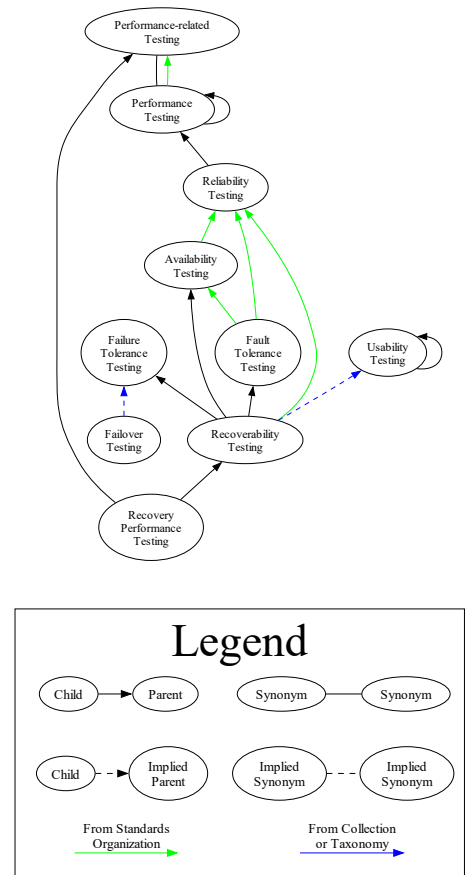 Performance-related
Testing
Performance
Testing
Reliability
Testing
Availability
Testing
Failure
Tolerance
Testing
Fault
Tolerance
Testing
Usability
Testing
Failover
Testing
Recoverability
Testing
Recovery
Performance
Testing
Legend
Child
Parent
Synonym
Synonym
Child
Implied
Parent
Implied
Synonym
Implied
Synonym
From Standards
Organization
From Collection
or Taxonomy